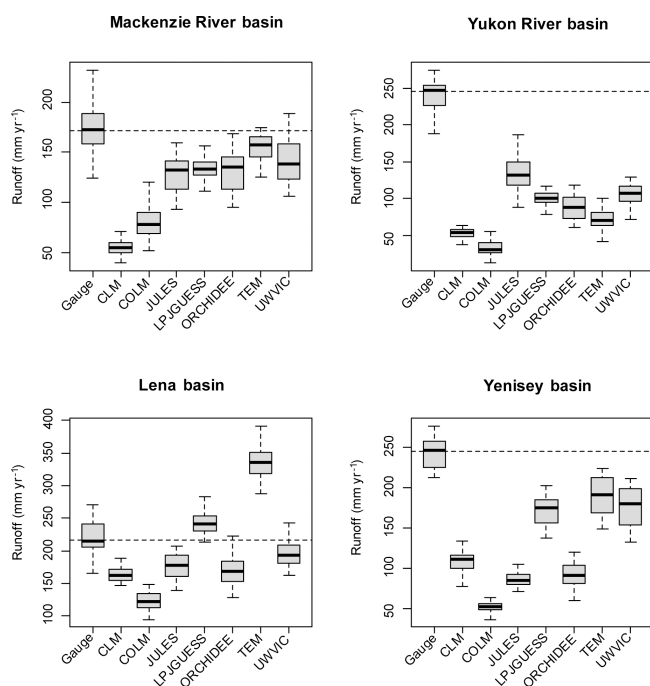 Mackenzie River basin
Runoff (mm yr⁻¹)
200
150
100
50
Gauge
CLM
COLM
JULES
LPJGUESS
ORCHIDEE
TEM
UWVIC
Yukon River basin
Runoff (mm yr⁻¹)
250
200
150
100
50
Gauge
CLM
COLM
JULES
LPJGUESS
ORCHIDEE
TEM
UWVIC
Lena basin
Runoff (mm yr⁻¹)
400
350
300
250
200
150
100
Gauge
CLM
COLM
JULES
LPJGUESS
ORCHIDEE
TEM
UWVIC
Yenisey basin
Runoff (mm yr⁻¹)
250
200
150
100
50
Gauge
CLM
COLM
JULES
LPJGUESS
ORCHIDEE
TEM
UWVIC